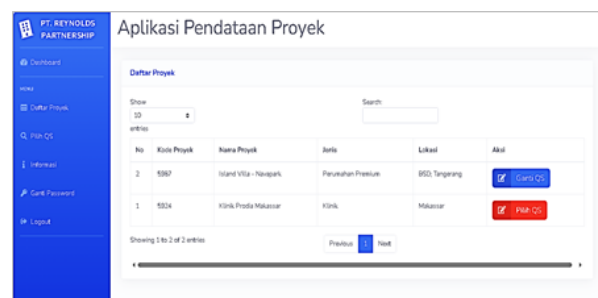 PT. REYNOLDS
PARTNERSHIP
Dashboard
MENU
Daftar Proyek
Pilih QS
Informasi
Ganti Password
Logout
Aplikasi Pendataan Proyek
Daftar Proyek
Show
10
entries
Search:
No Kode Proyek Nama Proyek Jenis Lokasi Aksi
2 5967 Island Villa - Navapark Perumahan Premium BSD, Tangerang Ganti QS
1 5924 Klinik Prodia Makassar Klinik Makassar Pilih QS
Showing 1 to 2 of 2 entries
Previous 1 Next